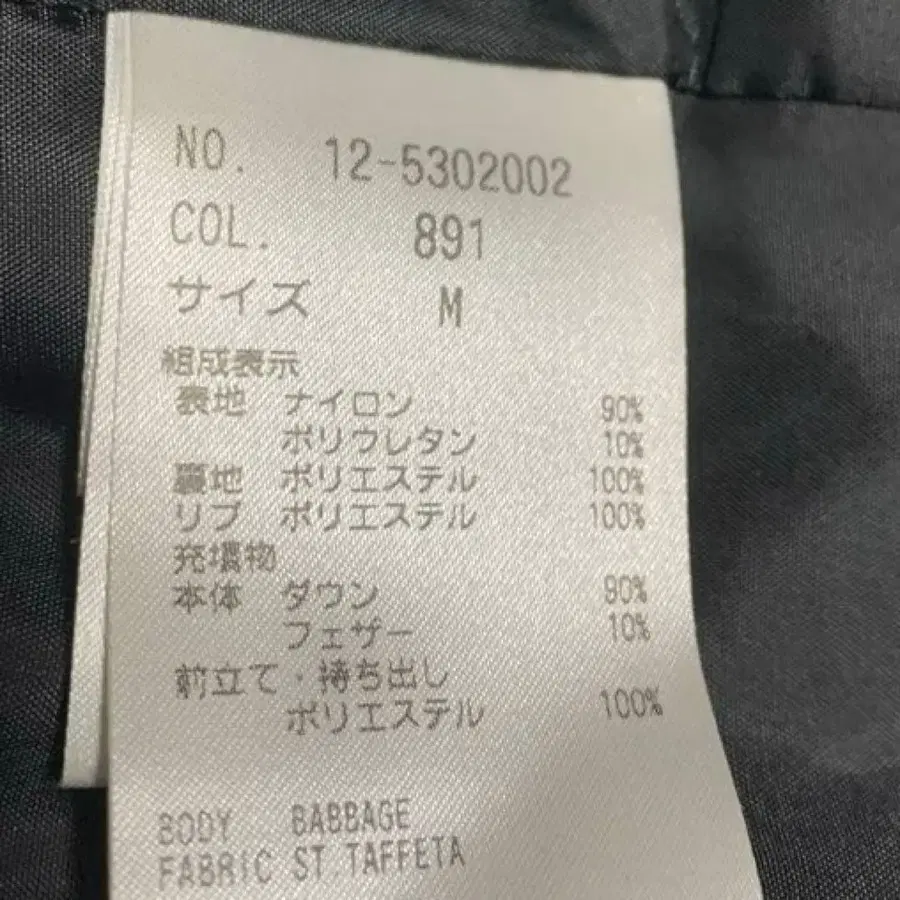 NO. 12-5302002
COL. 891
サイズ M
組成表示
表地 ナイロン 90%
ポリウレタン 10%
裏地 ポリエステル 100%
リブ ポリエステル 100%
充填物
本体 ダウン 90%
フェザー 10%
前立て・持ち出し
ポリエステル 100%
BODY BABBAGE
FABRIC ST.TAFFETA